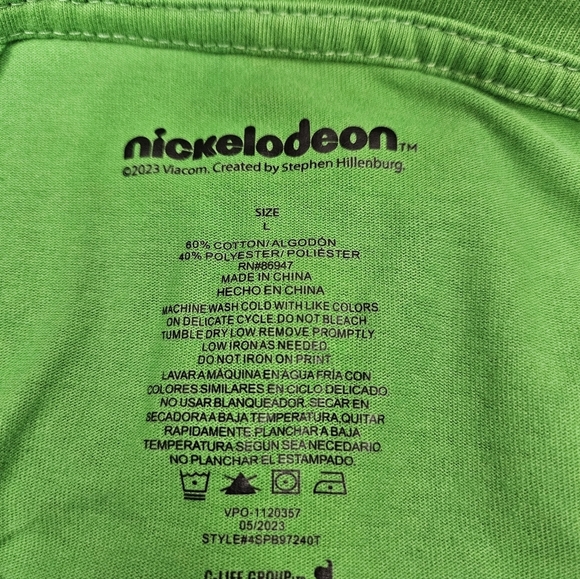 nickelodeon™
©2023 Viacom. Created by Stephen Hillenburg.
SIZE
L
60% COTTON/ALGODÓN
40% POLYESTER/POLIÉSTER
RN#86947
MADE IN CHINA
HECHO EN CHINA
MACHINE WASH COLD WITH LIKE COLORS
ON DELICATE CYCLE. DO NOT BLEACH.
TUMBLE DRY LOW. REMOVE PROMPTLY.
LOW IRON AS NEEDED.
DO NOT IRON ON PRINT.
LAVAR A MÁQUINA EN AGUA FRÍA CON
COLORES SIMILARES EN CICLO DELICADO.
NO USAR BLANQUEADOR. SECAR EN
SECADORA A BAJA TEMPERATURA, QUITAR
RAPIDAMENTE. PLANCHAR A BAJA
TEMPERATURA SEGUN SEA NECESARIO.
NO PLANCHAR EL ESTAMPADO.
VPO-1120357
05/2023
STYLE#4SPB97240T
C-LIFE GROUP™